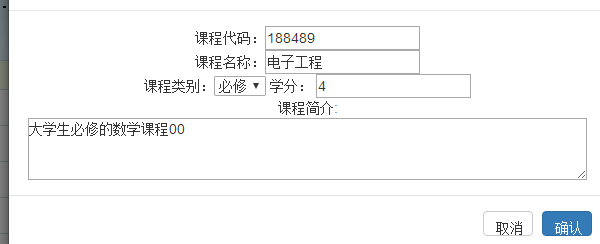 课程代码：188489
课程名称：电子工程
课程类别：必修 学分： 4
课程简介:
大学生必修的数学课程00
取消 确认